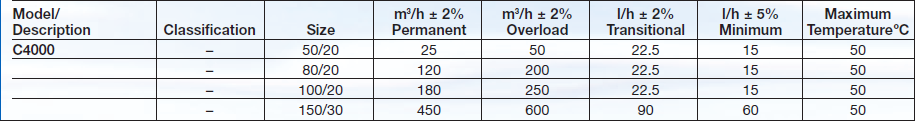 Model/ m³/h ± 2% m³/h ± 2% l/h ± 2% l/h ± 5% Maximum
Description Classification Size Permanent Overload Transitional Minimum Temperature°C
C4000 – 50/20 25 50 22.5 15 50
– 80/20 120 200 22.5 15 50
– 100/20 180 250 22.5 15 50
– 150/30 450 600 90 60 50